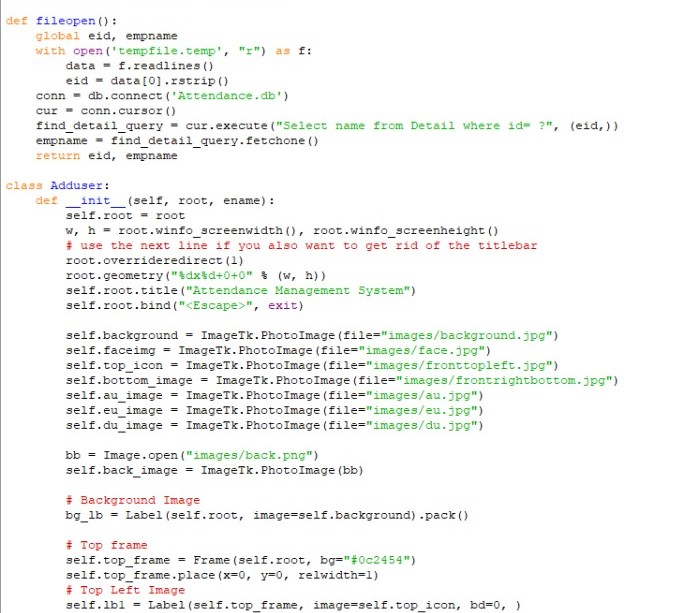 def fileopen():
    global eid, empname
    with open('tempfile.temp', "r") as f:
        data = f.readlines()
        eid = data[0].rstrip()
    conn = db.connect('Attendance.db')
    cur = conn.cursor()
    find_detail_query = cur.execute("Select name from Detail where id= ?", (eid,))
    empname = find_detail_query.fetchone()
    return eid, empname
class Adduser:
    def __init__(self, root, ename):
        self.root = root
        w, h = root.winfo_screenwidth(), root.winfo_screenheight()
        # use the next line if you also want to get rid of the titlebar
        root.overrideredirect(1)
        root.geometry("%dx%d+0+0" % (w, h))
        self.root.title("Attendance Management System")
        self.root.bind("<Escape>", exit)
        self.background = ImageTk.PhotoImage(file="images/background.jpg")
        self.faceimg = ImageTk.PhotoImage(file="images/face.jpg")
        self.top_icon = ImageTk.PhotoImage(file="images/fronttopleft.jpg")
        self.bottom_image = ImageTk.PhotoImage(file="images/frontrightbottom.jpg")
        self.au_image = ImageTk.PhotoImage(file="images/au.jpg")
        self.eu_image = ImageTk.PhotoImage(file="images/eu.jpg")
        self.du_image = ImageTk.PhotoImage(file="images/du.jpg")
        bb = Image.open("images/back.png")
        self.back_image = ImageTk.PhotoImage(bb)
        # Background Image
        bg_lb = Label(self.root, image=self.background).pack()
        # Top frame
        self.top_frame = Frame(self.root, bg="#0c2454")
        self.top_frame.place(x=0, y=0, relwidth=1)
        # Top Left Image
        self.lbl = Label(self.top_frame, image=self.top_icon, bd=0, )